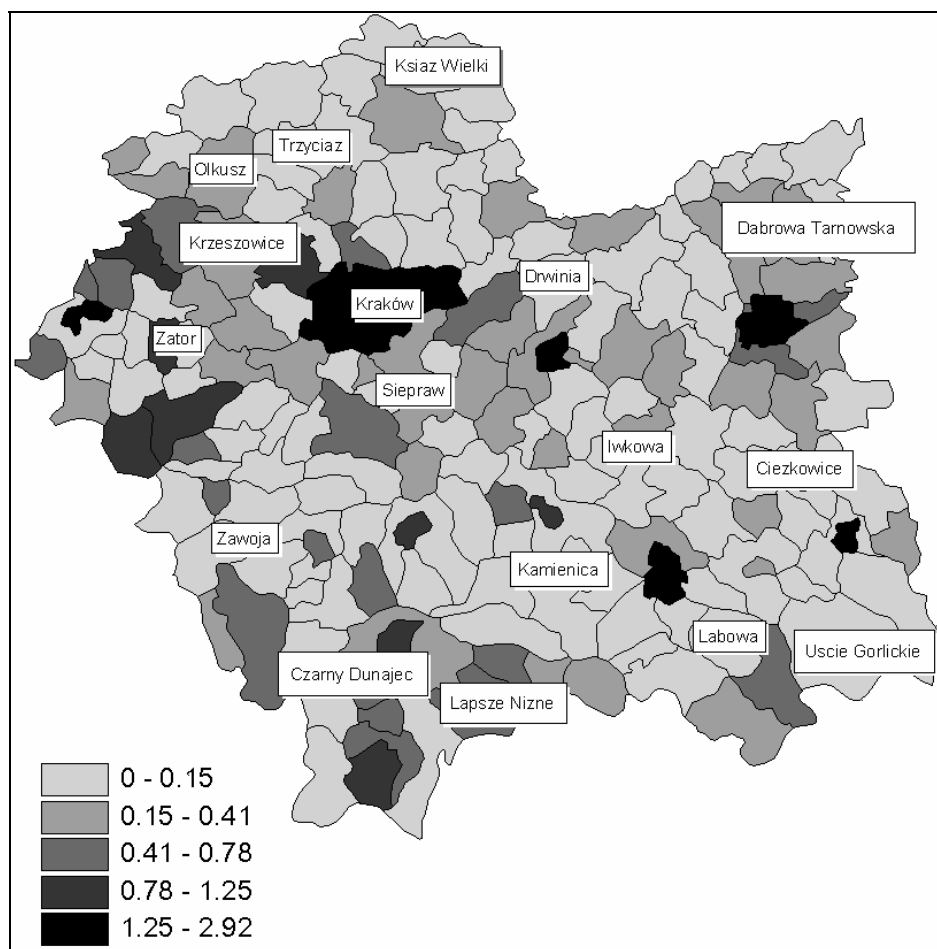 Ksiaz Wielki
Trzyciaz
Olkusz
Dabrowa Tarnowska
Krzeszowice
Drwinia
Kraków
Zator
Siepraw
Iwkowa
Ciezkowice
Zawoja
Kamienica
Labowa
Uscie Gorlickie
Czarny Dunajec
Lapsze Nizne
0 - 0.15
0.15 - 0.41
0.41 - 0.78
0.78 - 1.25
1.25 - 2.92